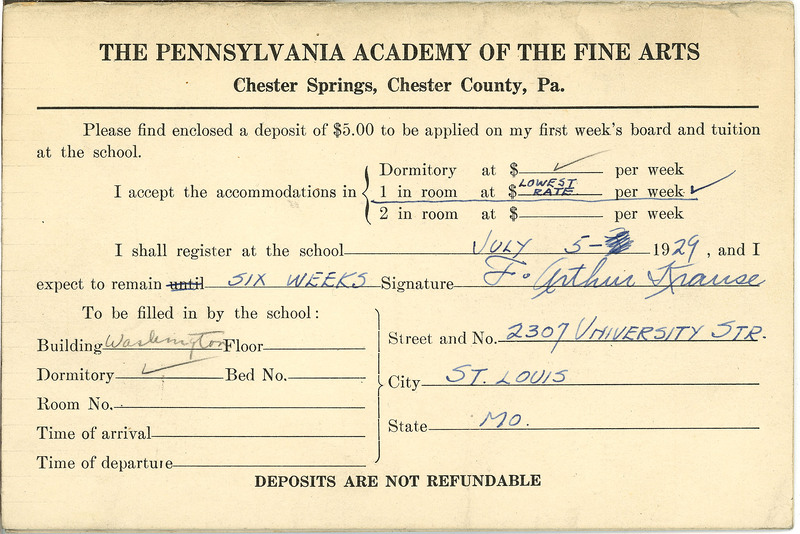 THE PENNSYLVANIA ACADEMY OF THE FINE ARTS
Chester Springs, Chester County, Pa.
Please find enclosed a deposit of $5.00 to be applied on my first week's board and tuition
at the school.
I accept the accommodations in
Dormitory at $ ✓ per week
1 in room at $ LOWEST RATE per week ✓
2 in room at $ per week
I shall register at the school JULY 5- 1929, and I
expect to remain until SIX WEEKS Signature F. Arthur Krause
To be filled in by the school:
Building Washington Floor
Dormitory ✓ Bed No.
Room No.
Time of arrival
Time of departure
Street and No. 2307 UNIVERSITY STR.
City ST. LOUIS
State MO.
DEPOSITS ARE NOT REFUNDABLE